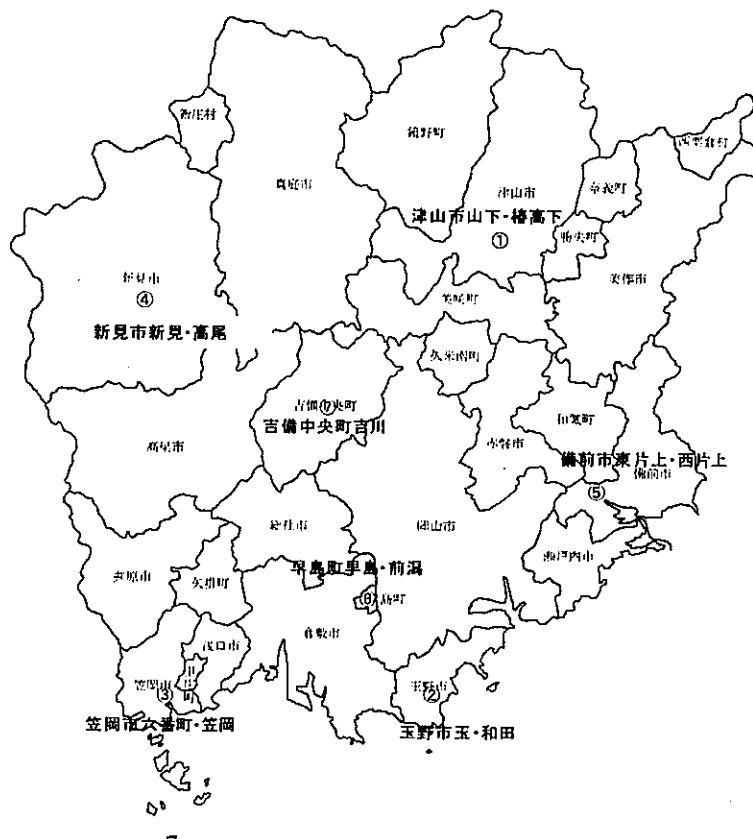 新庄村
鏡野町
西粟倉村
真庭市
津山市
奈義町
津山市山下・椿高下
①
勝央町
新見市
④
美咲町
美作市
新見市新見・高尾
久米南町
吉備中央町
⑰
吉備中央町吉川
和気町
高梁市
赤磐市
備前市東片上・西片上
備前市
⑤
総社市
岡山市
瀬戸内市
早島町早島・前潟
井原市
矢掛町
島町
倉敷市
浅口市
笠岡市
③
玉野市
②
笠岡市六番町・笠岡
玉野市玉・和田